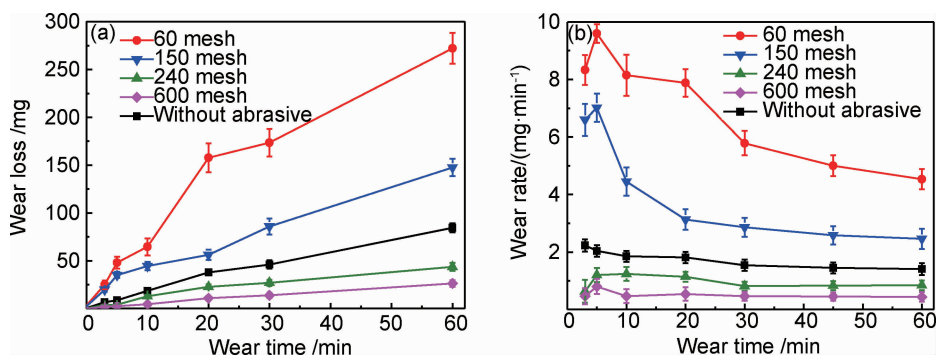 (a)
60 mesh
150 mesh
240 mesh
600 mesh
Without abrasive
300
250
200
150
100
50
0
10
20
30
40
50
60
Wear loss /mg
Wear time /min
(b)
60 mesh
150 mesh
240 mesh
600 mesh
Without abrasive
10
8
6
4
2
0
10
20
30
40
50
60
Wear rate/(mg·min⁻¹)
Wear time /min